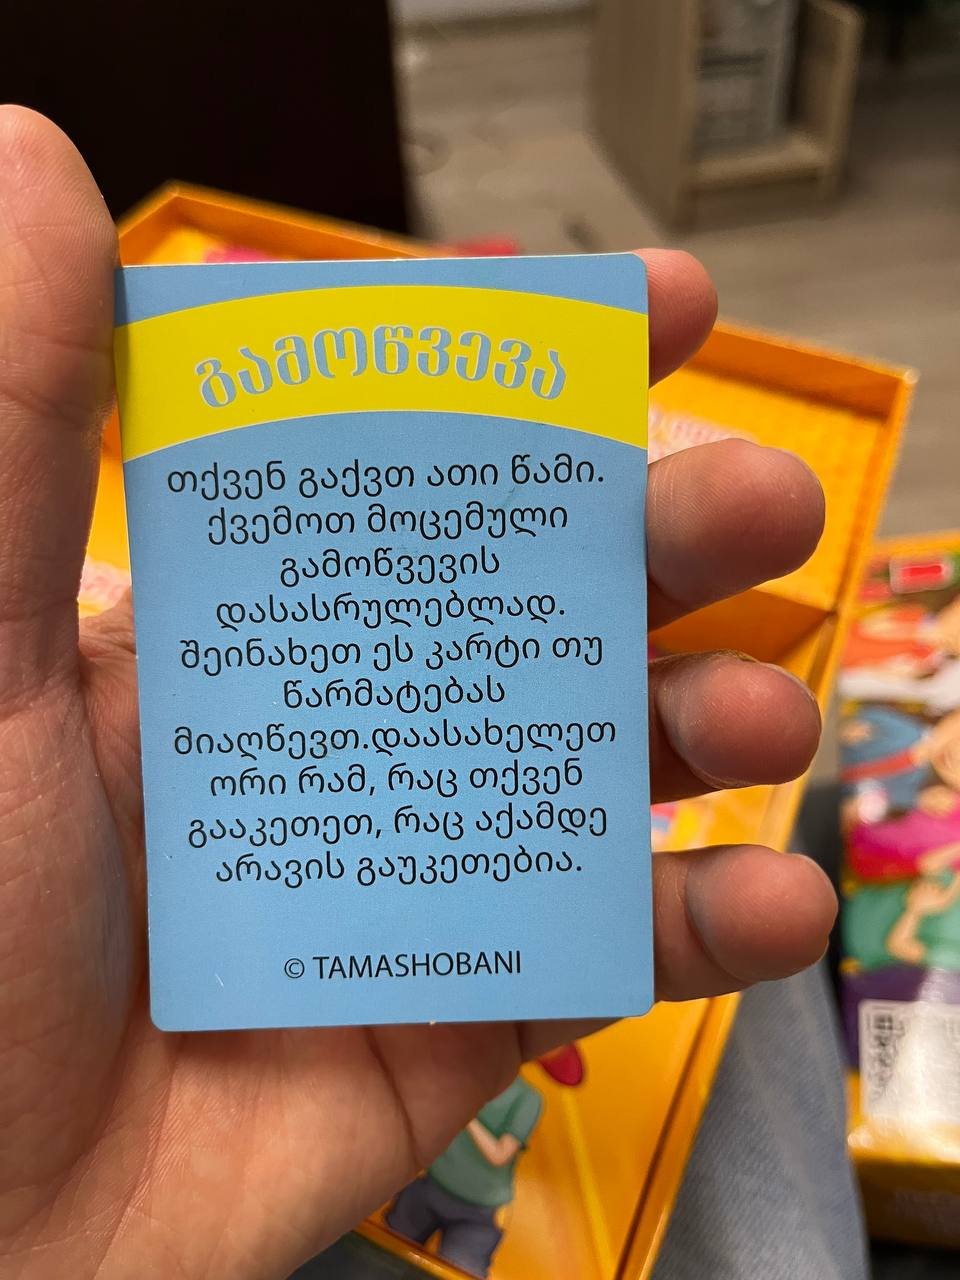 გამოწვევა
თქვენ გაქვთ ათი წამი.
ქვემოთ მოცემული
გამოწვევის
დასასრულებლად.
შეინახეთ ეს კარტი თუ
წარმატებას
მიაღწევთ.დაასახელეთ
ორი რამ, რაც თქვენ
გააკეთეთ, რაც აქამდე
არავის გაუკეთებია.
© TAMASHOBANI